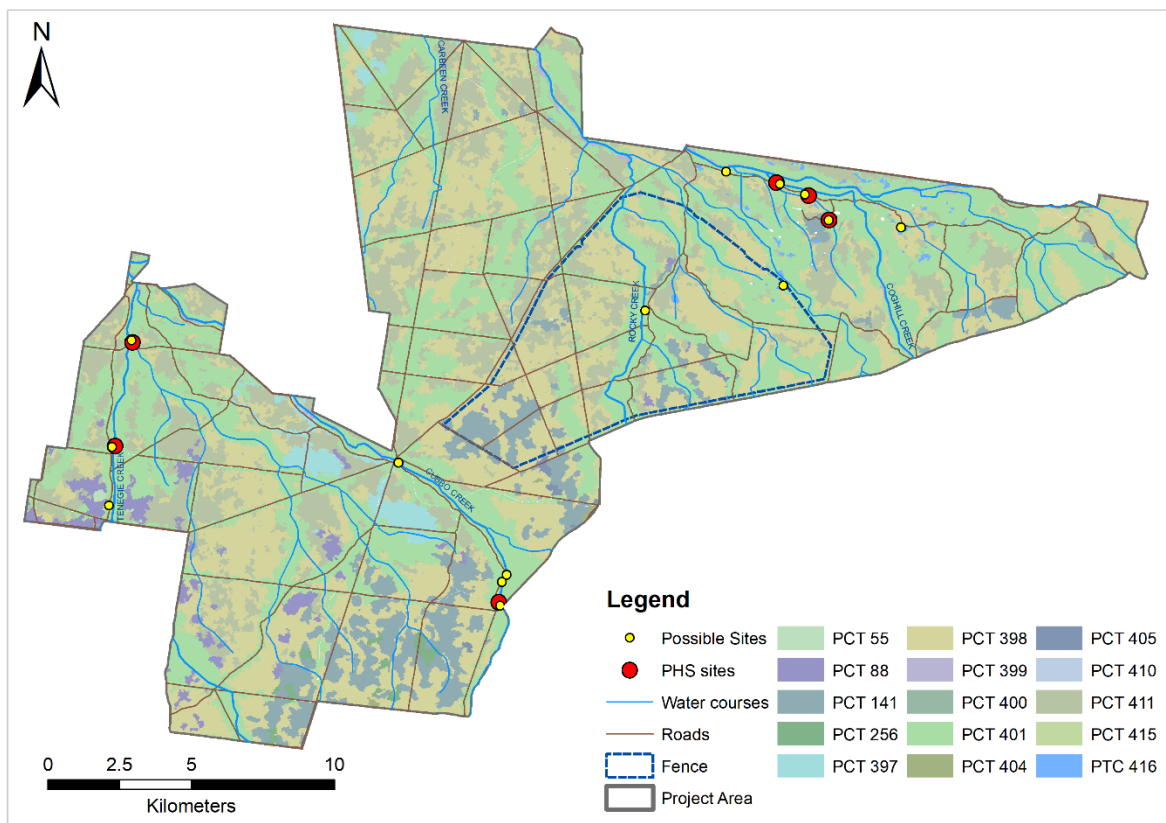 N
CARBEEN CREEK
ROCKY CREEK
COGHILL CREEK
TENEGIE CREEK
CUBBO CREEK
Legend
Possible Sites
PHS sites
Water courses
Roads
Fence
Project Area
PCT 55
PCT 88
PCT 141
PCT 256
PCT 397
PCT 398
PCT 399
PCT 400
PCT 401
PCT 404
PCT 405
PCT 410
PCT 411
PCT 415
PTC 416
0 2.5 5 10
Kilometers